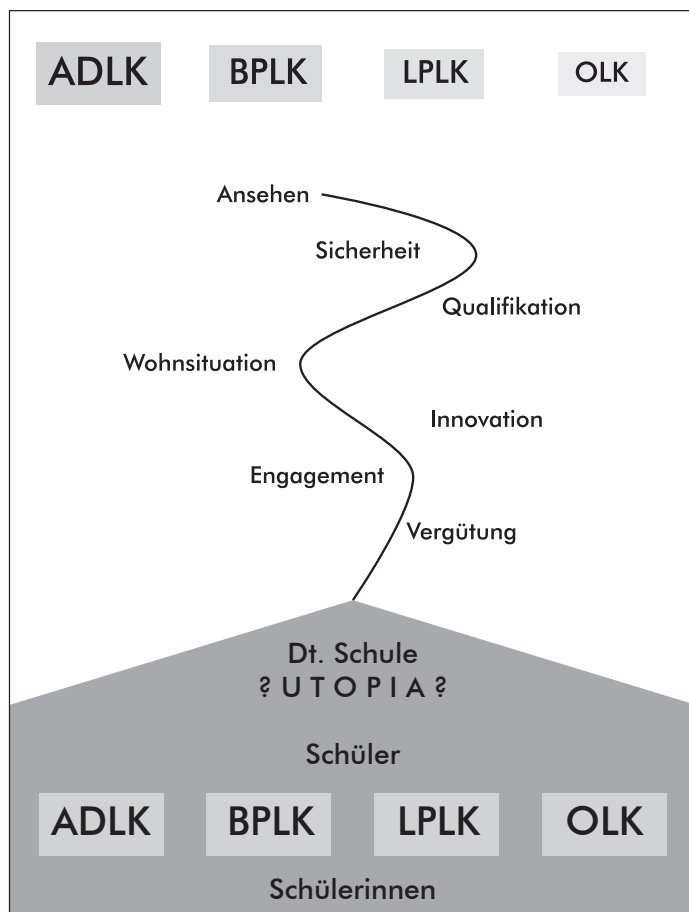 ADLK BPLK LPLK OLK
Ansehen
Sicherheit
Qualifikation
Wohnsituation
Innovation
Engagement
Vergütung
Dt. Schule
? U T O P I A ?
Schüler
ADLK BPLK LPLK OLK
Schülerinnen